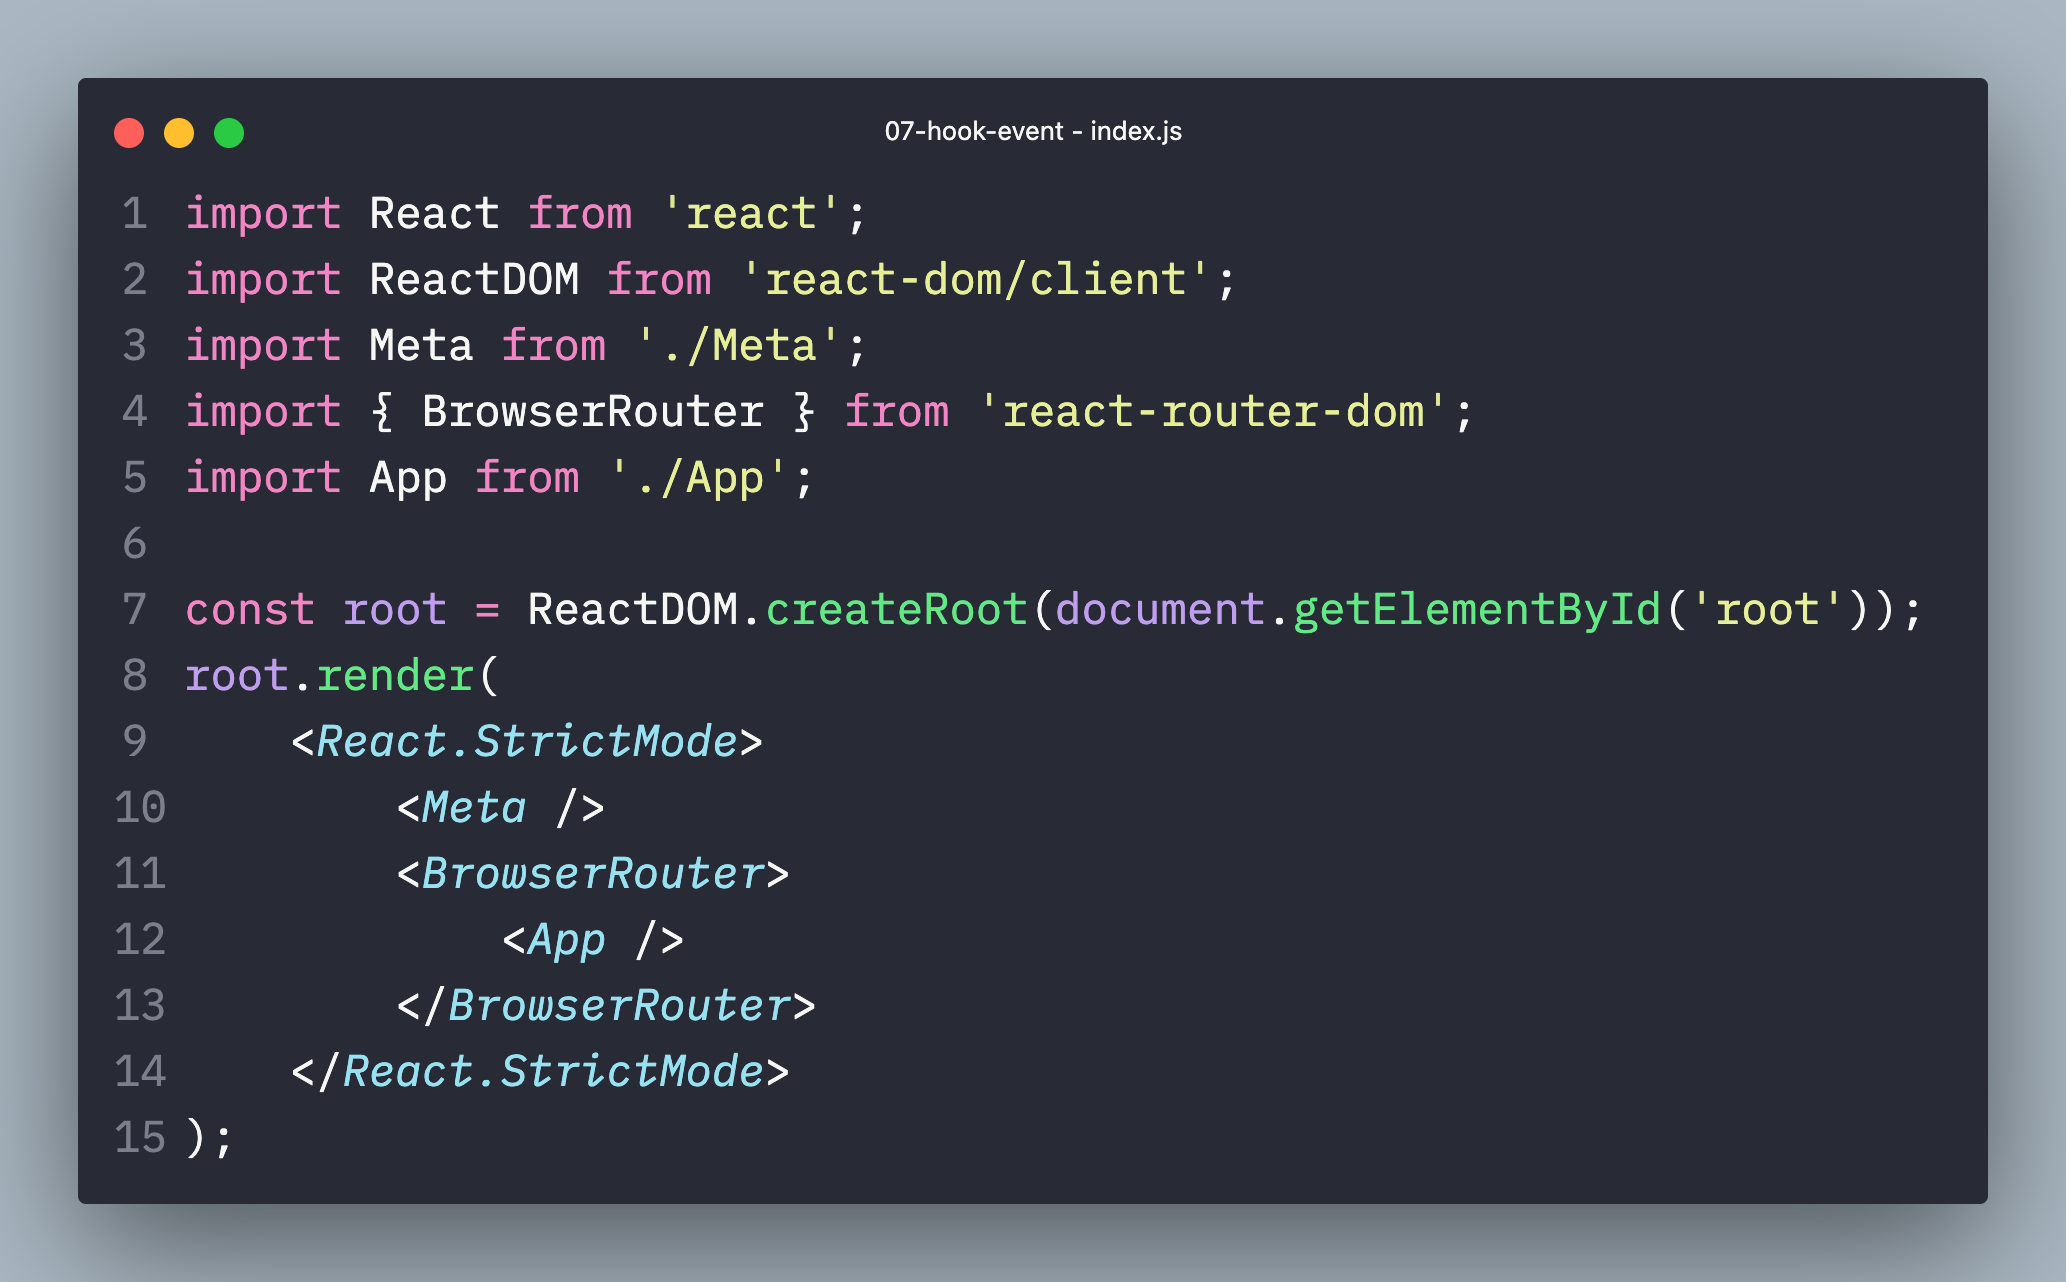 07-hook-event - index.js
1 import React from 'react';
2 import ReactDOM from 'react-dom/client';
3 import Meta from './Meta';
4 import { BrowserRouter } from 'react-router-dom';
5 import App from './App';
6
7 const root = ReactDOM.createRoot(document.getElementById('root'));
8 root.render(
9     <React.StrictMode>
10         <Meta />
11         <BrowserRouter>
12             <App />
13         </BrowserRouter>
14     </React.StrictMode>
15 );